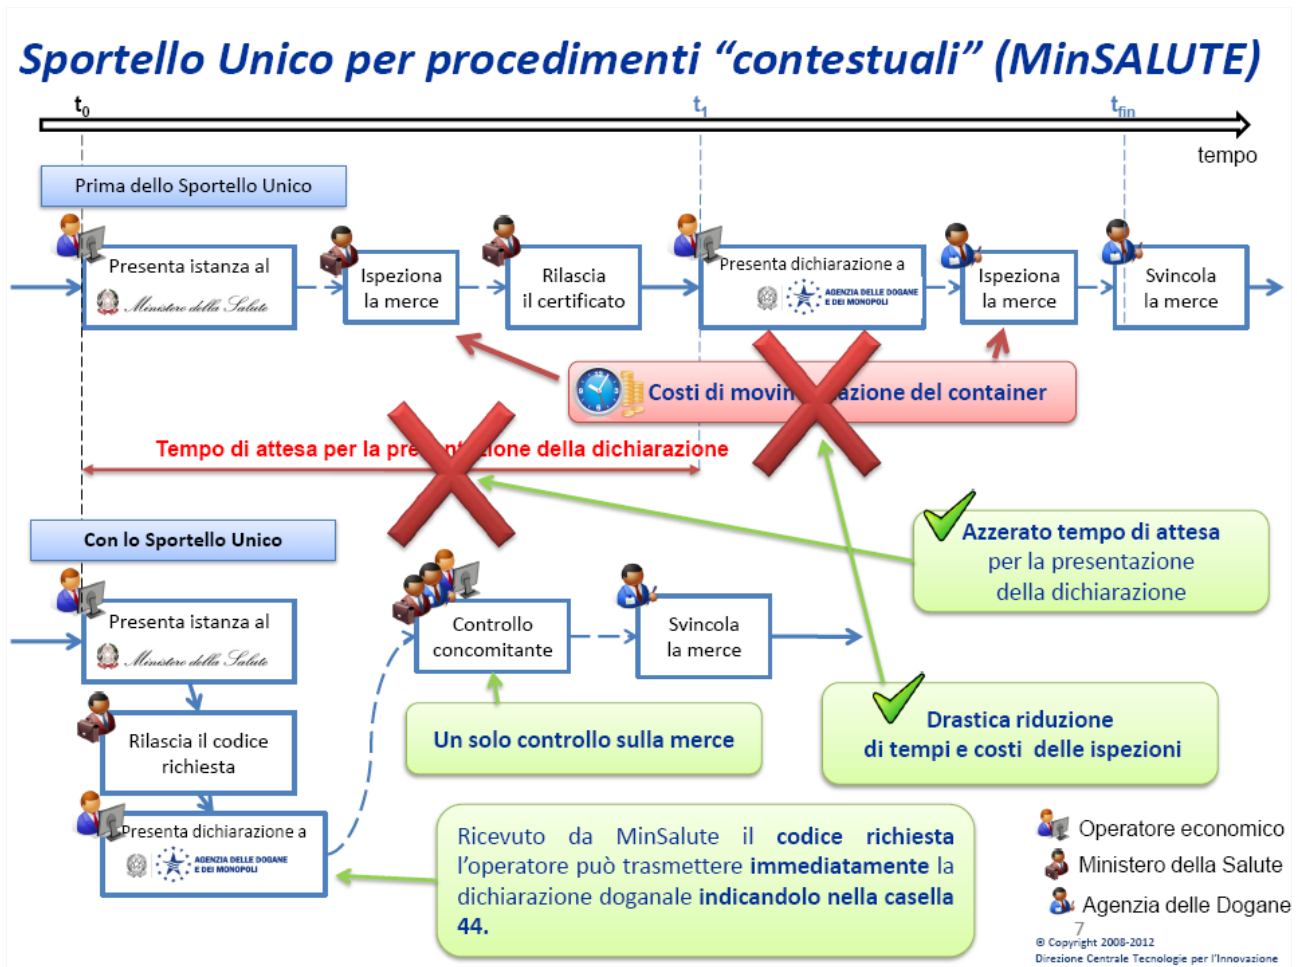 Sportello Unico per procedimenti “contestuali” (MinSALUTE)
t0
t1
tfin
tempo
Prima dello Sportello Unico
Presenta istanza al
Ministero della Salute
Ispeziona
la merce
Rilascia
il certificato
Presenta dichiarazione a
AGENZIA DELLE DOGANE
E DEI MONOPOLI
Ispeziona
la merce
Svincola
la merce
Costi di movin azione del container
Tempo di attesa per la presentazione della dichiarazione
Con lo Sportello Unico
Azzerato tempo di attesa
per la presentazione
della dichiarazione
Presenta istanza al
Ministero della Salute
Controllo
concomitante
Svincola
la merce
Rilascia il codice
richiesta
Un solo controllo sulla merce
Drastica riduzione
di tempi e costi delle ispezioni
Presenta dichiarazione a
AGENZIA DELLE DOGANE
E DEI MONOPOLI
Ricevuto da MinSalute il codice richiesta
l’operatore può trasmettere immediatamente la
dichiarazione doganale indicandolo nella casella
44.
Operatore economico
Ministero della Salute
Agenzia delle Dogane
7
© Copyright 2008-2012
Direzione Centrale Tecnologie per l'Innovazione